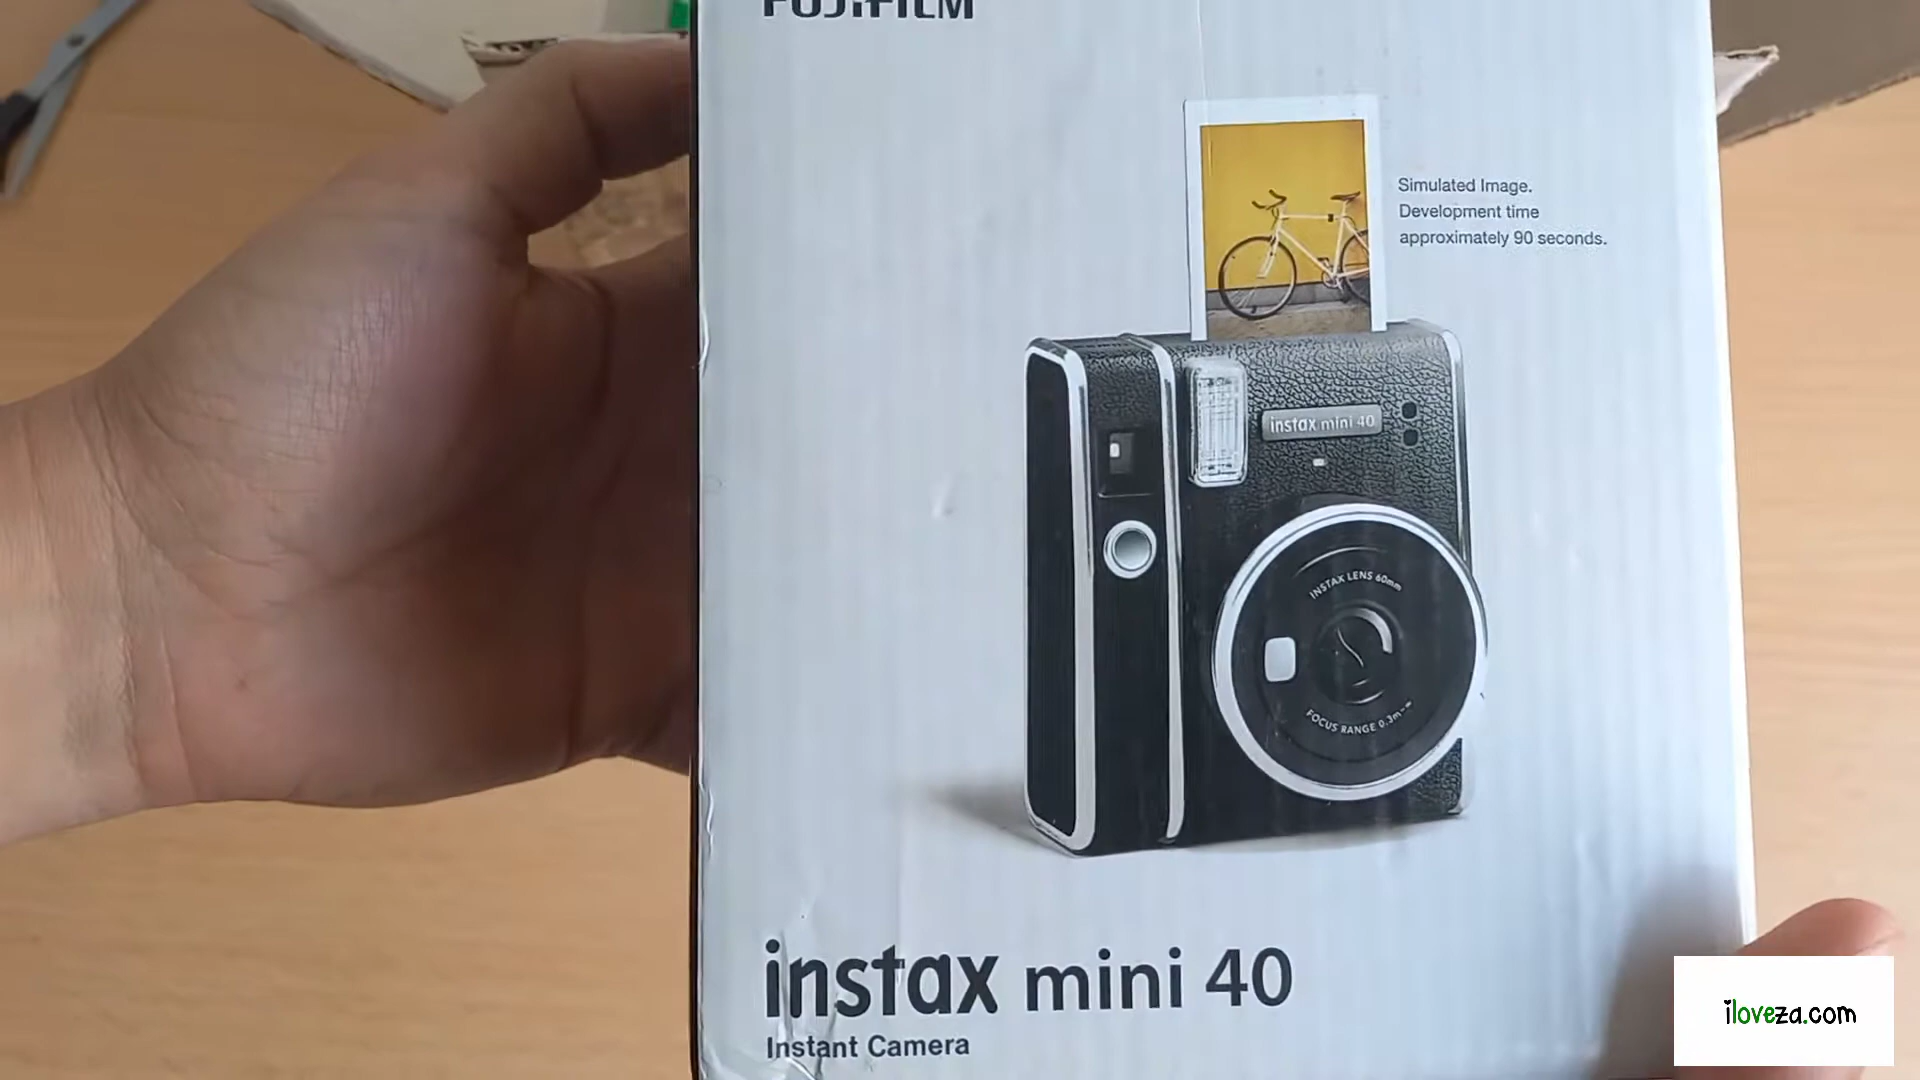 FUJIFILM
Simulated Image.
Development time
approximately 90 seconds.
instax mini 40
INSTAX LENS 60mm
FOCUS RANGE 0.3m~∞
instax mini 40
Instant Camera
iloveza.com